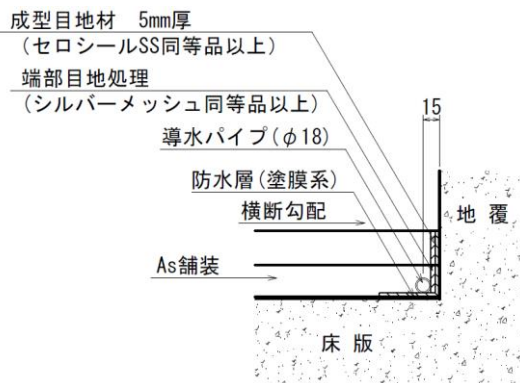 成型目地材　5mm厚
（セロシールSS同等品以上）
端部目地処理
（シルバーメッシュ同等品以上）
15
導水パイプ(φ18)
防水層(塗膜系)
横断勾配
地 覆
As舗装
床 版